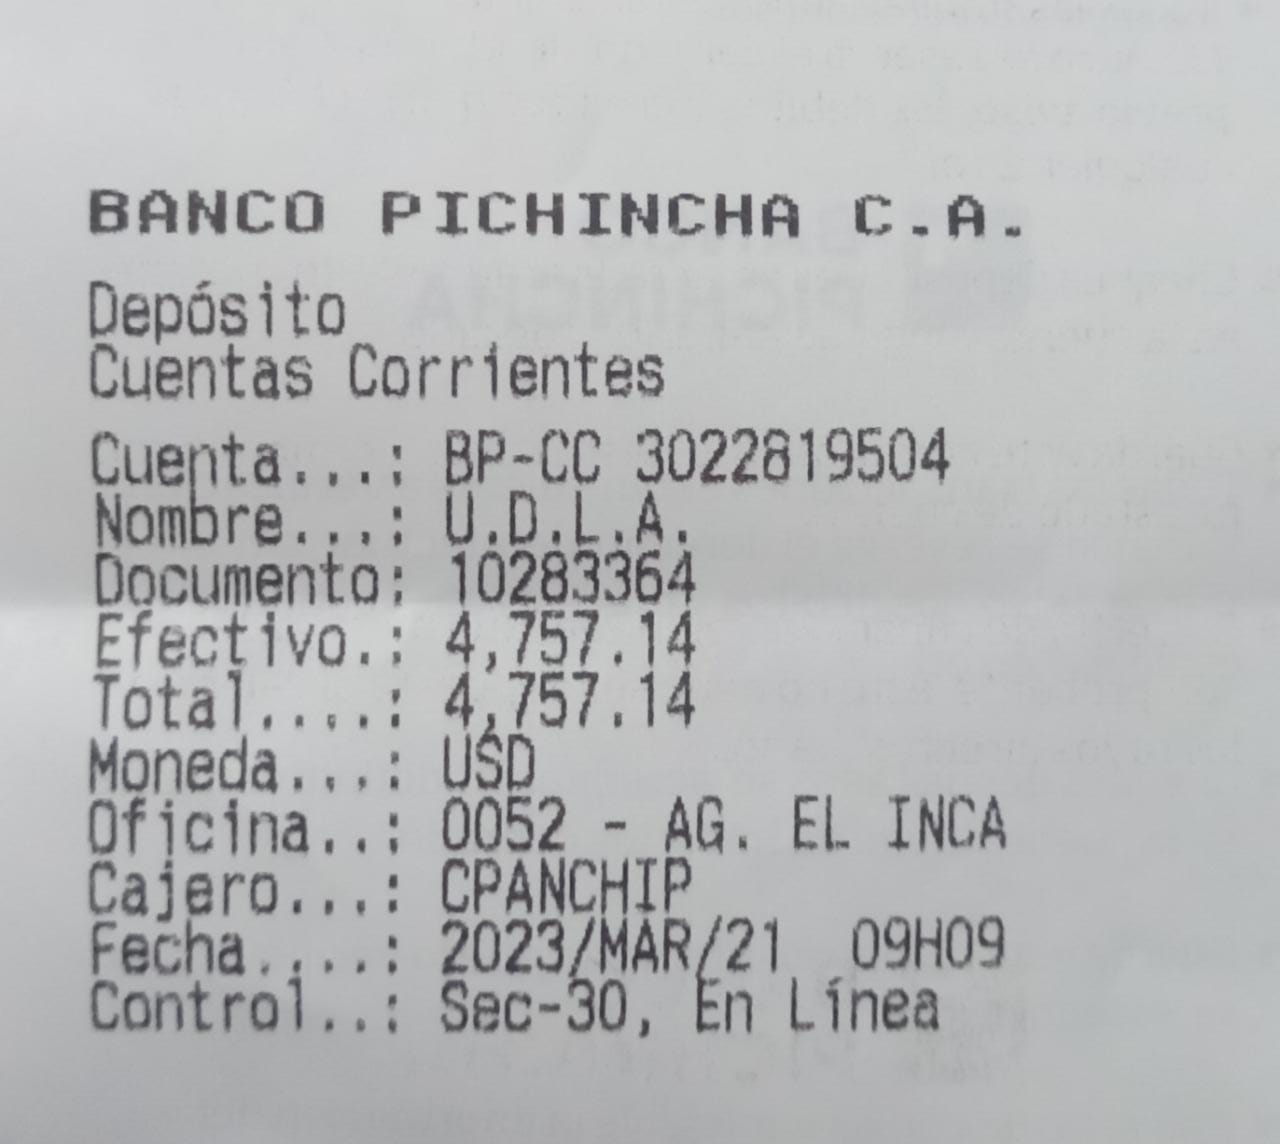 BANCO PICHINCHA C.A.
Depósito
Cuentas Corrientes
Cuenta...: BP-CC 3022819504
Nombre...: U.D.L.A.
Documento: 10283364
Efectivo.: 4,757.14
Total....: 4,757.14
Moneda...: USD
Oficina..: 0052 - AG. EL INCA
Cajero...: CPANCHIP
Fecha....: 2023/MAR/21  09H09
Control..: Sec-30, En Línea